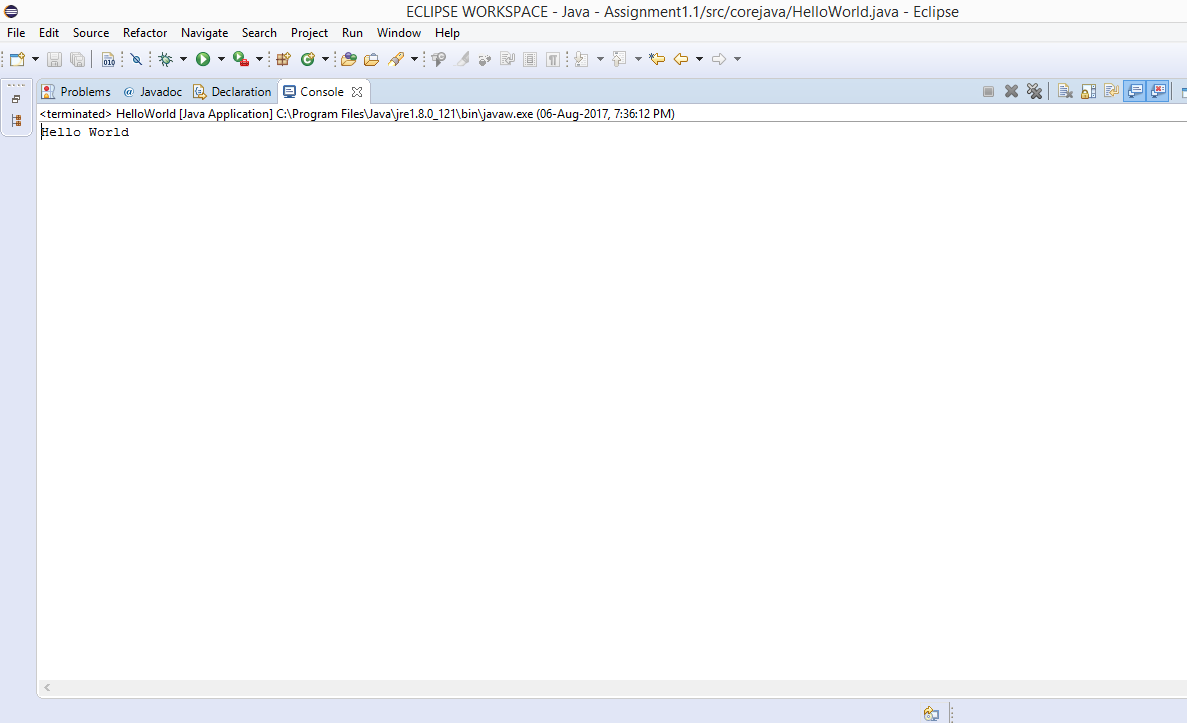 ECLIPSE WORKSPACE - Java - Assignment1.1/src/corejava/HelloWorld.java - Eclipse
File Edit Source Refactor Navigate Search Project Run Window Help
010
Problems @ Javadoc Declaration Console
<terminated> HelloWorld [Java Application] C:\Program Files\Java\jre1.8.0_121\bin\javaw.exe (06-Aug-2017, 7:36:12 PM)
Hello World